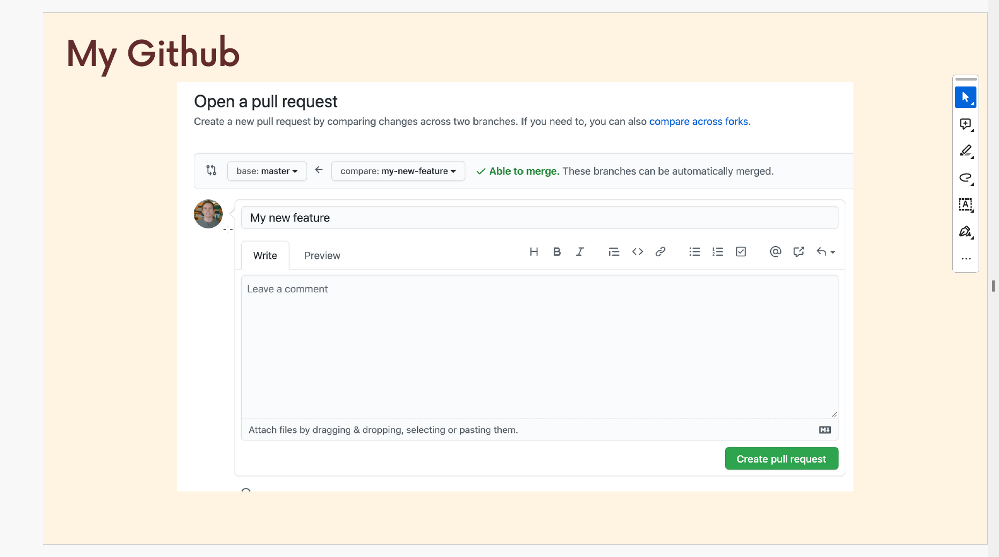 My Github
Open a pull request
Create a new pull request by comparing changes across two branches. If you need to, you can also compare across forks.
base: master
compare: my-new-feature
Able to merge. These branches can be automatically merged.
My new feature
Write
Preview
Leave a comment
Attach files by dragging & dropping, selecting or pasting them.
Create pull request